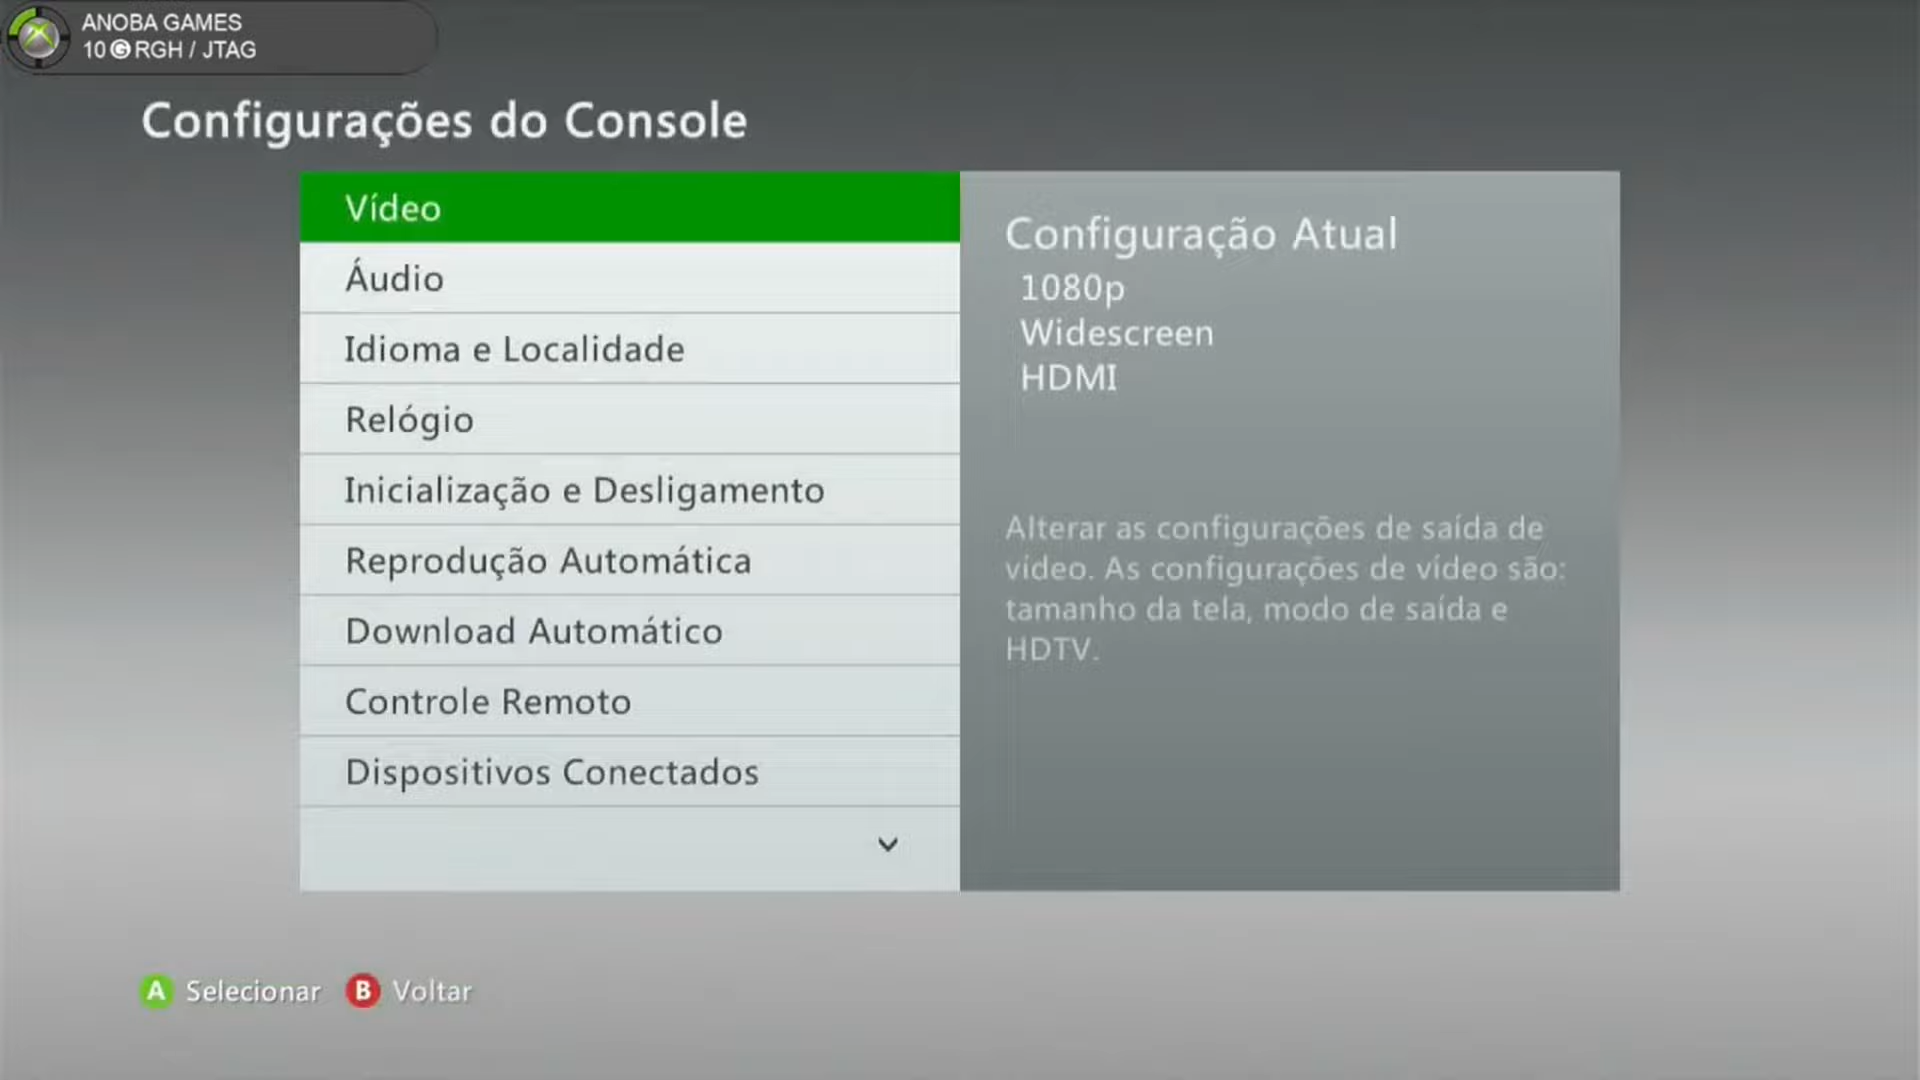 ANOBA GAMES
10 G RGH / JTAG
Configurações do Console
Vídeo
Áudio
Idioma e Localidade
Relógio
Inicialização e Desligamento
Reprodução Automática
Download Automático
Controle Remoto
Dispositivos Conectados
Configuração Atual
1080p
Widescreen
HDMI
Alterar as configurações de saída de
vídeo. As configurações de vídeo são:
tamanho da tela, modo de saída e
HDTV.
A Selecionar B Voltar